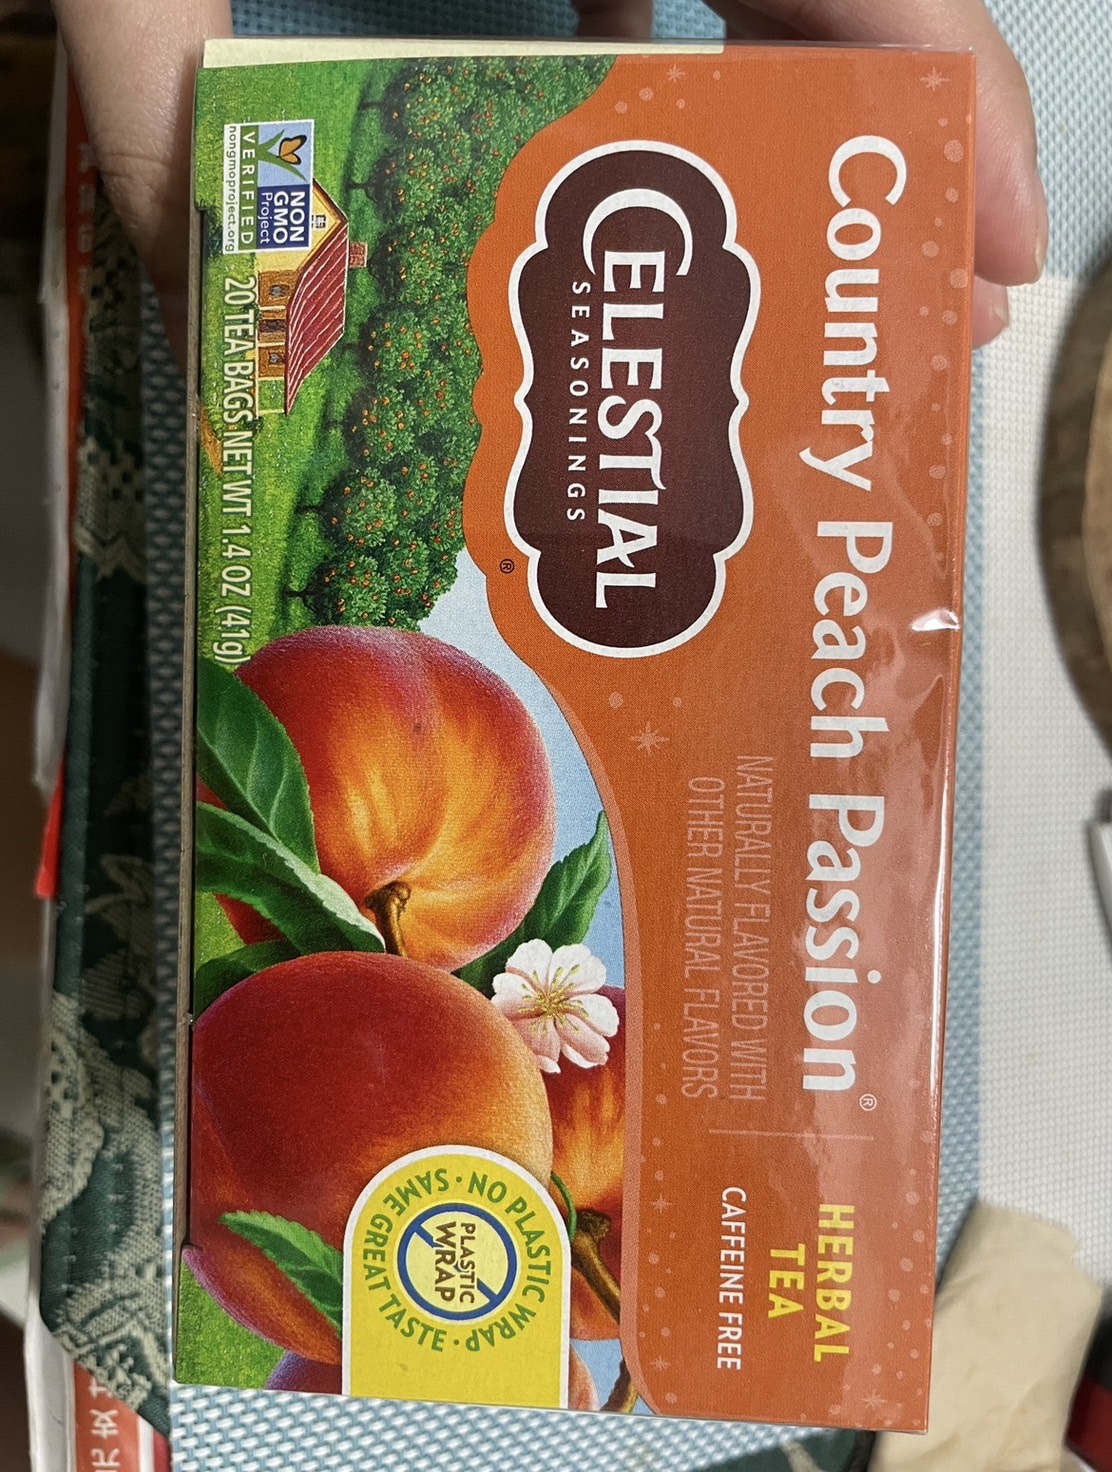 Country Peach Passion®
HERBAL
TEA
NATURALLY FLAVORED WITH
OTHER NATURAL FLAVORS
CAFFEINE FREE
CELESTIAL
SEASONINGS
®
NON
GMO
Project
VERIFIED
nongmoproject.org
20 TEA BAGS NET WT 1.4 OZ (41g)
NO PLASTIC WRAP •
SAME GREAT TASTE •
PLASTIC
WRAP